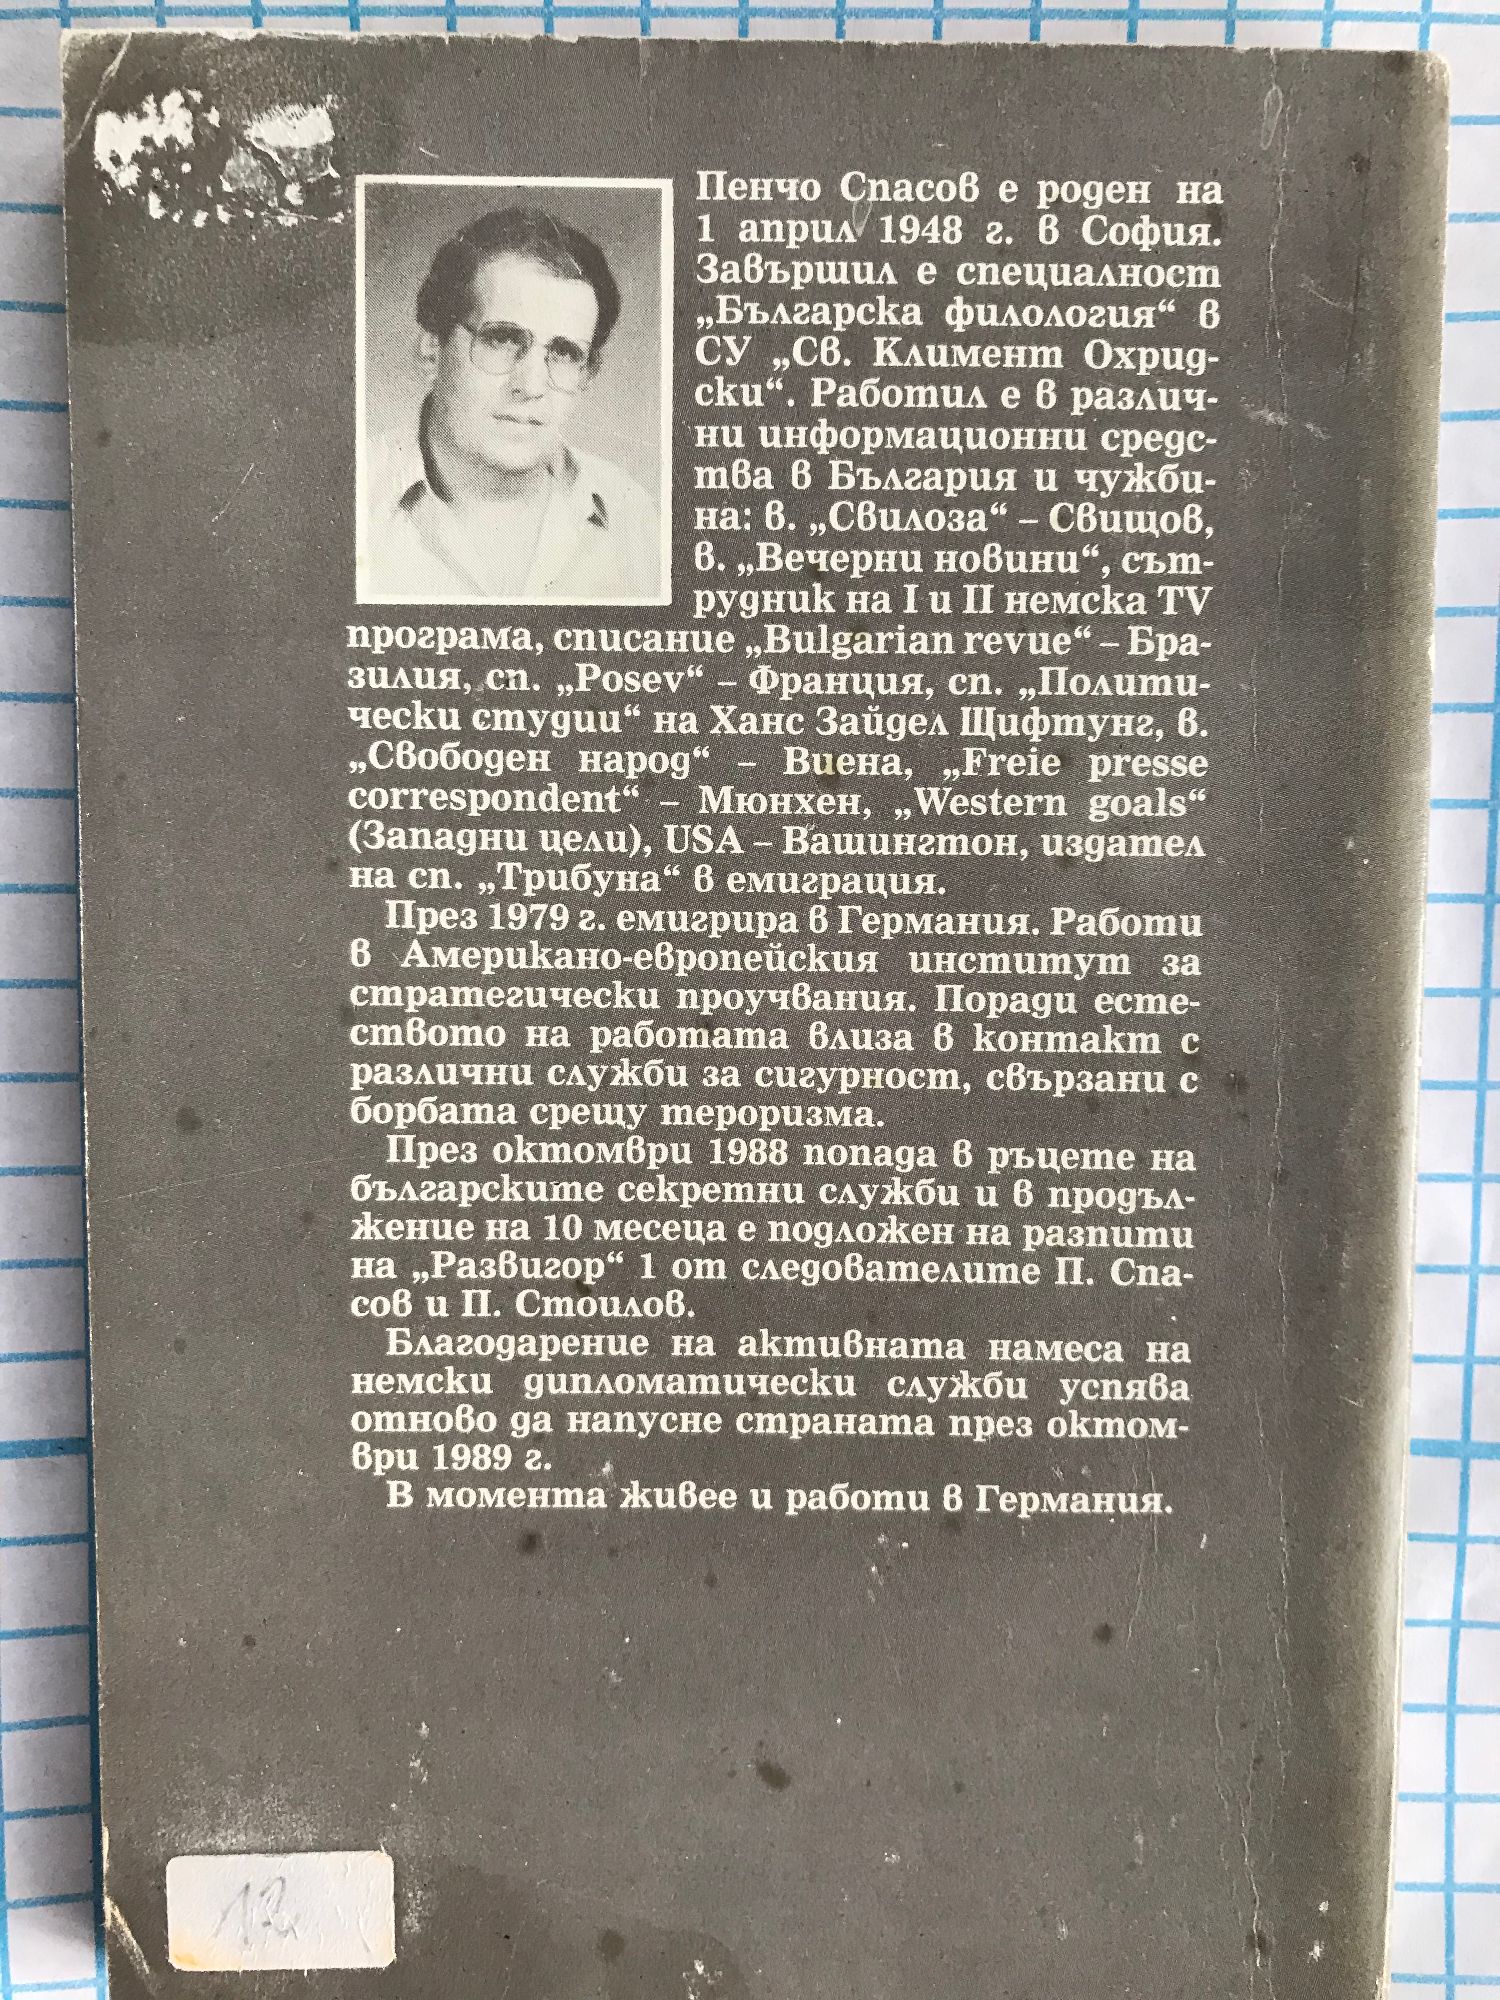 Пенчо Спасов е роден на
1 април 1948 г. в София.
Завършил е специалност
„Българска филология“ в
СУ „Св. Климент Охрид-
ски“. Работил е в различ-
ни информационни средс-
тва в България и чужби-
на: в. „Свилоза“ – Свищов,
в. „Вечерни новини“, сът-
рудник на I и II немска TV
програма, списание „Bulgarian revue“ – Бра-
зилия, сп. „Posev“ – Франция, сп. „Полити-
чески студии“ на Ханс Зайдел Щифтунг, в.
„Свободен народ“ – Виена, „Freie presse
correspondent“ – Мюнхен, „Western goals“
(Западни цели), USA – Вашингтон, издател
на сп. „Трибуна“ в емиграция.
През 1979 г. емигрира в Германия. Работи
в Американо-европейския институт за
стратегически проучвания. Поради есте-
ството на работата влиза в контакт с
различни служби за сигурност, свързани с
борбата срещу тероризма.
През октомври 1988 попада в ръцете на
българските секретни служби и в продъл-
жение на 10 месеца е подложен на разпити
на „Развигор“ 1 от следователите П. Спа-
сов и П. Стоилов.
Благодарение на активната намеса на
немски дипломатически служби успява
отново да напусне страната през октом-
ври 1989 г.
В момента живее и работи в Германия.